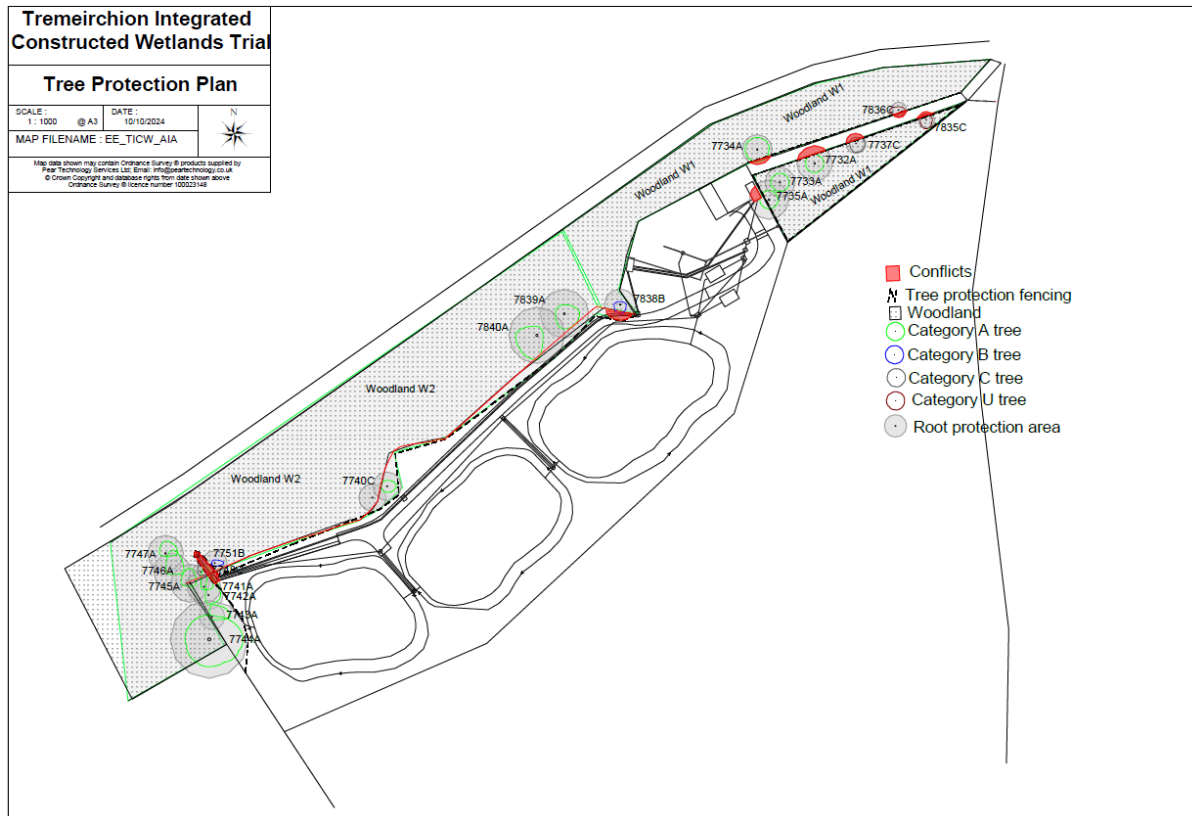 Tremeirchion Integrated
Constructed Wetlands Trial
Tree Protection Plan
SCALE :
1 : 1000 @ A3
DATE :
10/10/2024
N
MAP FILENAME : EE_TICW_AIA
Map data shown may contain Ordnance Survey ® products supplied by
Pear Technology Services Ltd; Email: info@peartechnology.co.uk
© Crown Copyright and database rights from date shown above
Ordnance Survey ® licence number 100023148
Woodland W1
7836C
7835C
7734A
7737C
7732A
Woodland W1
7733A
Woodland W1
7735A
Conflicts
Tree protection fencing
Woodland
Category A tree
Category B tree
Category C tree
Category U tree
Root protection area
7839A
7838B
7840A
Woodland W2
Woodland W2
7740C
7747A
7751B
7746A
7745A
7741A
7742A
7743A
7744A